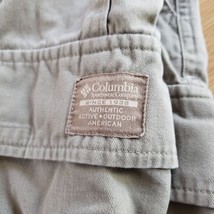 Columbia
Sportswear Company
SINCE 1938
AUTHENTIC
ACTIVE • OUTDOOR
AMERICAN